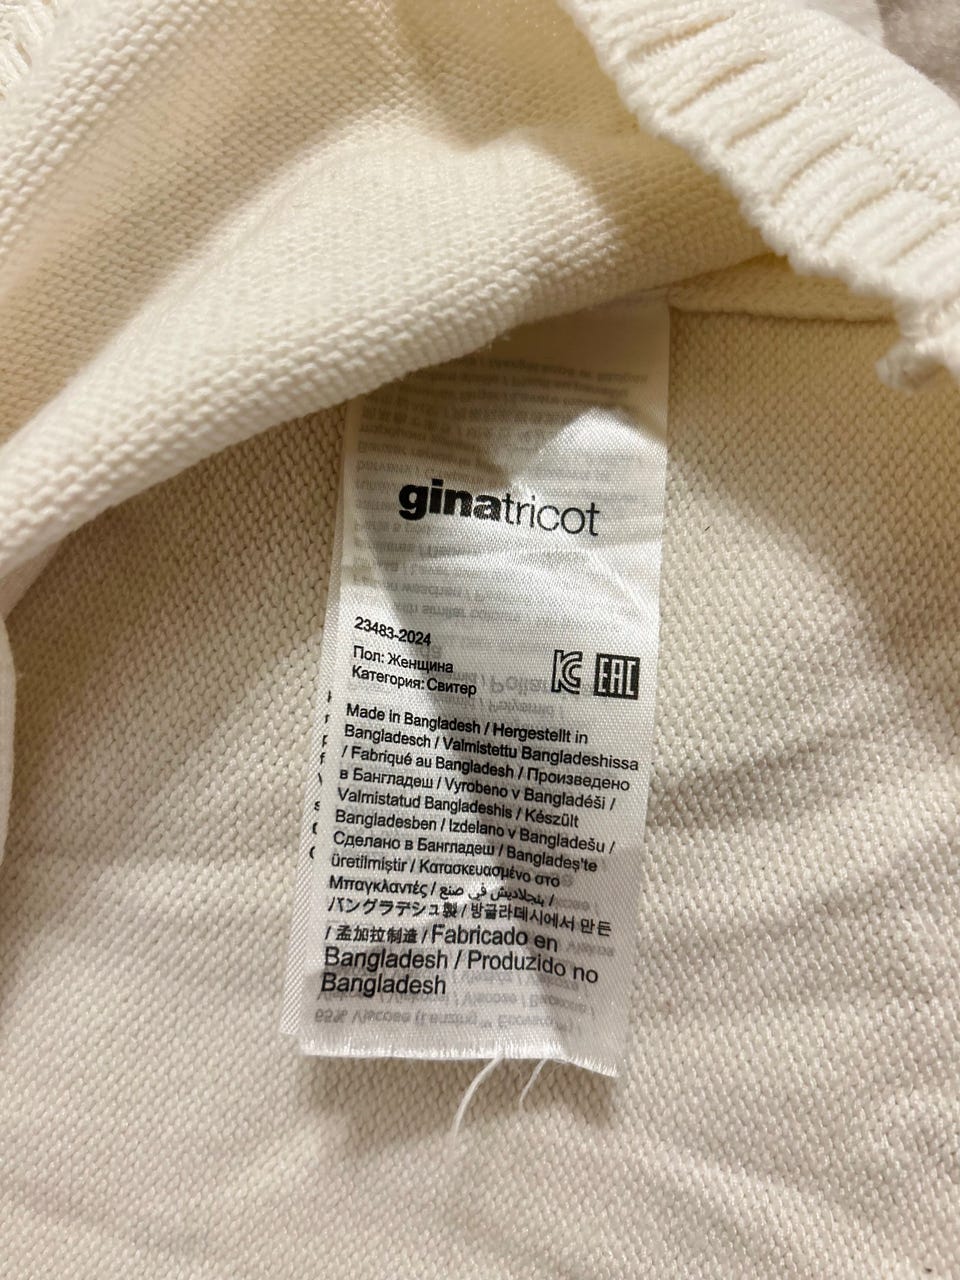 ginatricot
23483-2024
Пол: Женщина
Категория: Свитер
EAC
Made in Bangladesh / Hergestellt in
Bangladesch / Valmistettu Bangladeshissa
/ Fabriqué au Bangladesh / Произведено
в Бангладеш / Vyrobeno v Bangladéši /
Valmistatud Bangladeshis / Készült
Bangladesben / Izdelano v Bangladešu /
Сделано в Бангладеш / Bangladeş'te
üretilmiştir / Κατασκευασμένο στο
Μπαγκλαντές / بنجلاديش في صنع /
バングラデシュ製 / 방글라데시에서 만든
/ 孟加拉制造 / Fabricado en
Bangladesh / Produzido no
Bangladesh